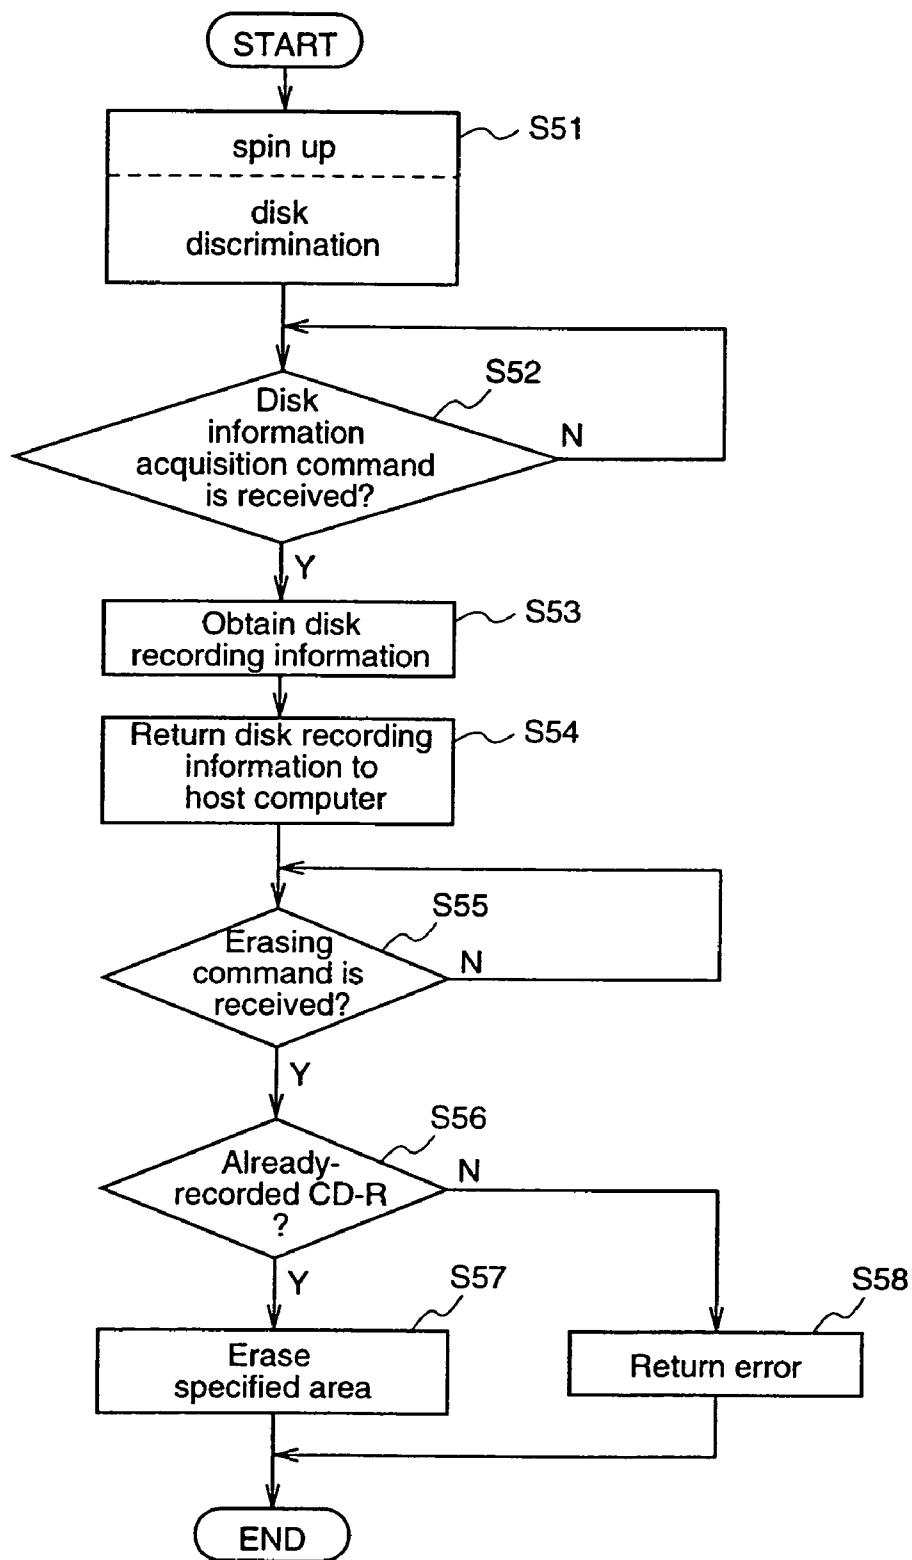 START
S51
spin up
disk
discrimination
S52
Disk
information
acquisition command
is received?
N
Y
S53
Obtain disk
recording information
S54
Return disk recording
information to
host computer
S55
Erasing
command is
received?
N
Y
S56
Already-
recorded CD-R
?
N
Y
S57
Erase
specified area
S58
Return error
END